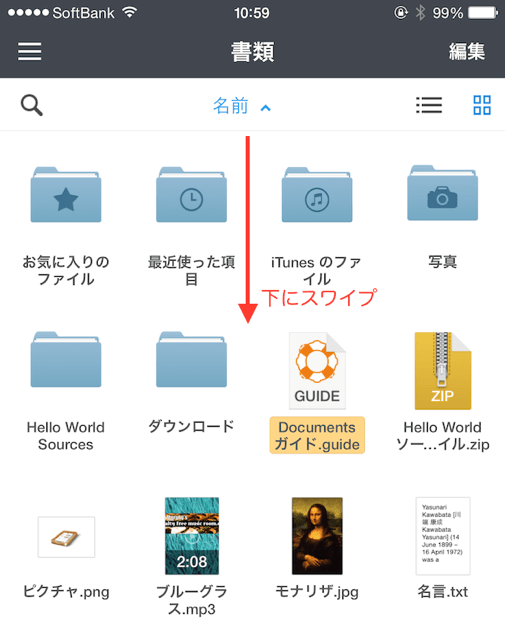 SoftBank 10:59 99%
書類 編集
名前
お気に入りの
ファイル
最近使った項
目
iTunes のファ
イル
写真
下にスワイプ
GUIDE
ZIP
Hello World
Sources
ダウンロード
Documents
ガイド.guide
Hello World
ソー…イル.zip
2:08
Yasunari
Kawabata [川
端 康成
Kawabata
Yasunari] (14
June 1899 –
16 April 1972)
was a
ピクチャ.png
ブルーグラ
ス.mp3
モナリザ.jpg
名言.txt